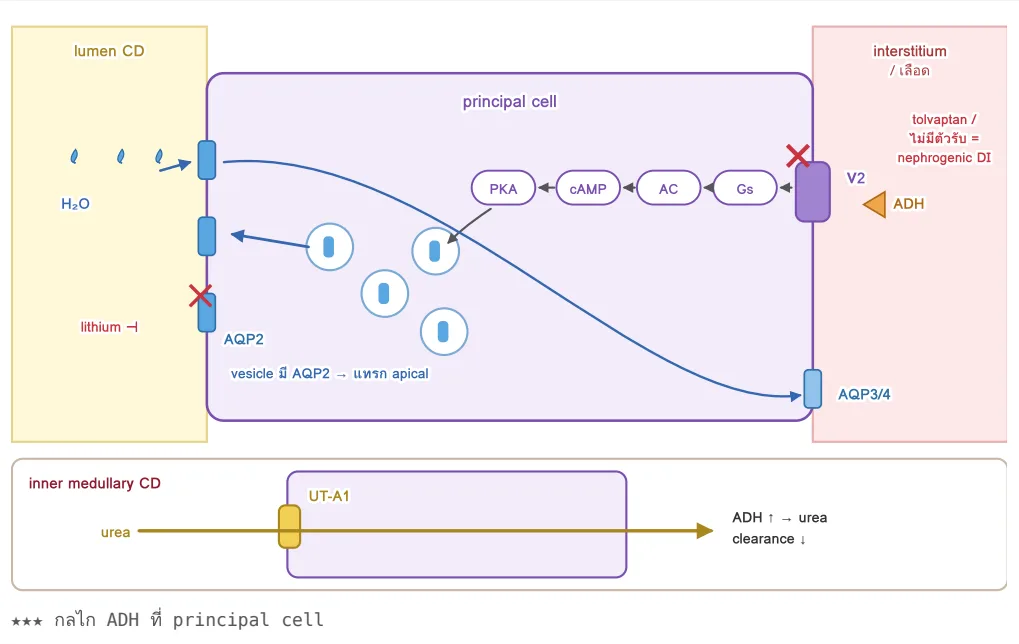 lumen CD
interstitium
/ เลือด
principal cell
tolvaptan /
ไม่มีตัวรับ =
nephrogenic DI
PKA
cAMP
AC
Gs
V2
ADH
H₂O
lithium ⊣
AQP2
vesicle มี AQP2 → แทรก apical
AQP3/4
inner medullary CD
UT-A1
urea
ADH ↑ → urea
clearance ↓
★★★ กลไก ADH ที่ principal cell